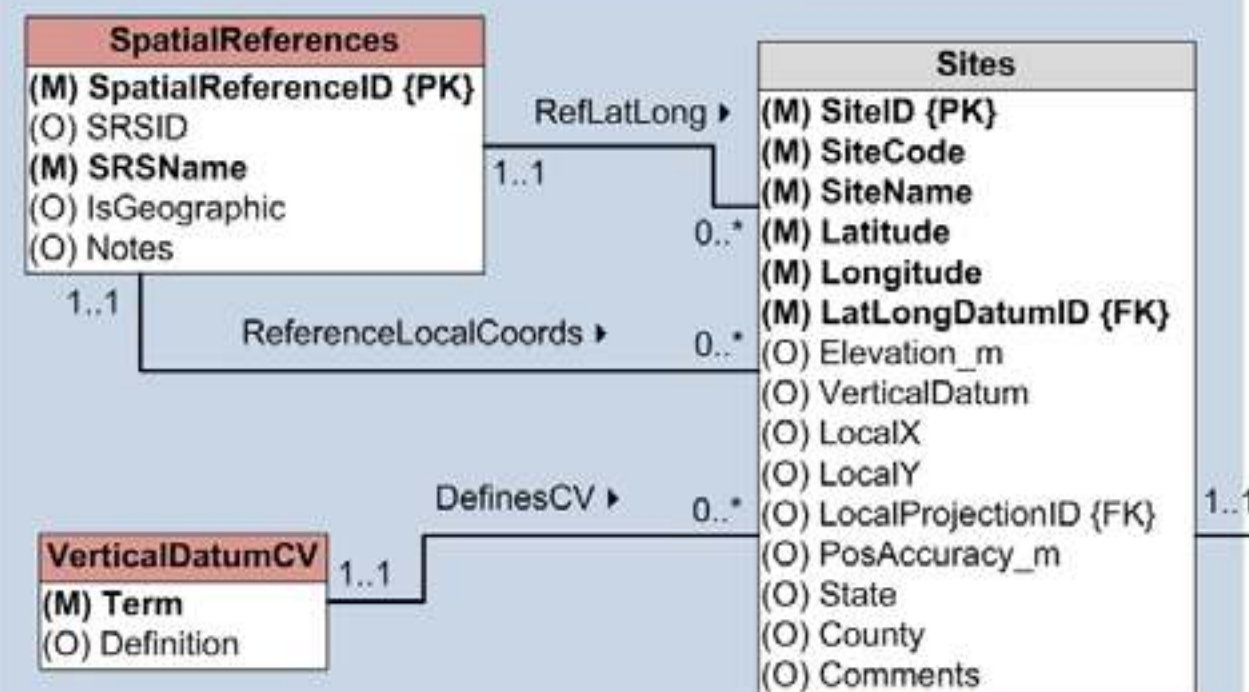 SpatialReferences
(M) SpatialReferenceID {PK}
(O) SRSID
(M) SRSName
(O) IsGeographic
(O) Notes
RefLatLong
1..1
0..*
1..1
ReferenceLocalCoords
0..*
DefinesCV
0..*
VerticalDatumCV
1..1
(M) Term
(O) Definition
Sites
(M) SiteID {PK}
(M) SiteCode
(M) SiteName
(M) Latitude
(M) Longitude
(M) LatLongDatumID {FK}
(O) Elevation_m
(O) VerticalDatum
(O) LocalX
(O) LocalY
(O) LocalProjectionID {FK}
(O) PosAccuracy_m
(O) State
(O) County
(O) Comments
1..1